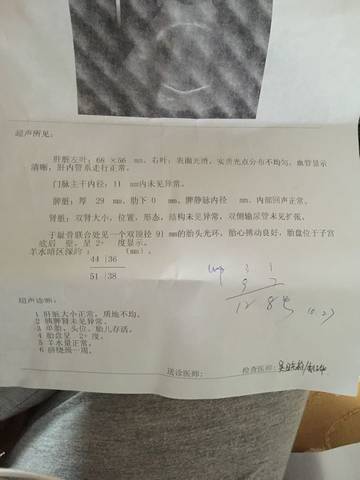 超声所见:
肝脏左叶: 66 ×56 mm, 右叶: 表面光滑, 实质光点分布不均匀, 血管显示
清晰, 肝内管系走行正常。
门脉主干内径: 11 mm内未见异常。
脾脏: 厚 29 mm, 肋下 0 mm, 脾静脉内径 mm, 内部回声正常。
肾脏: 双肾大小, 位置, 形态, 结构未见异常, 双侧输尿管未见扩张。
于耻骨联合处见一个双顶径 91 mm的胎头光环, 胎心搏动良好, 胎盘位于子宫
底后 壁, 呈 2+ 度显示。
羊水暗区深约 : (mm)。
44 36
51 38
超声诊断:
1 肝脏大小正常, 质地不均。
2 胰脾肾未见异常。
3 单胎, 头位, 胎儿存活。
4 胎盘呈 2+ 度。
5 羊水量正常。
6 脐绕颈一周。
送诊医师: 检查医师: